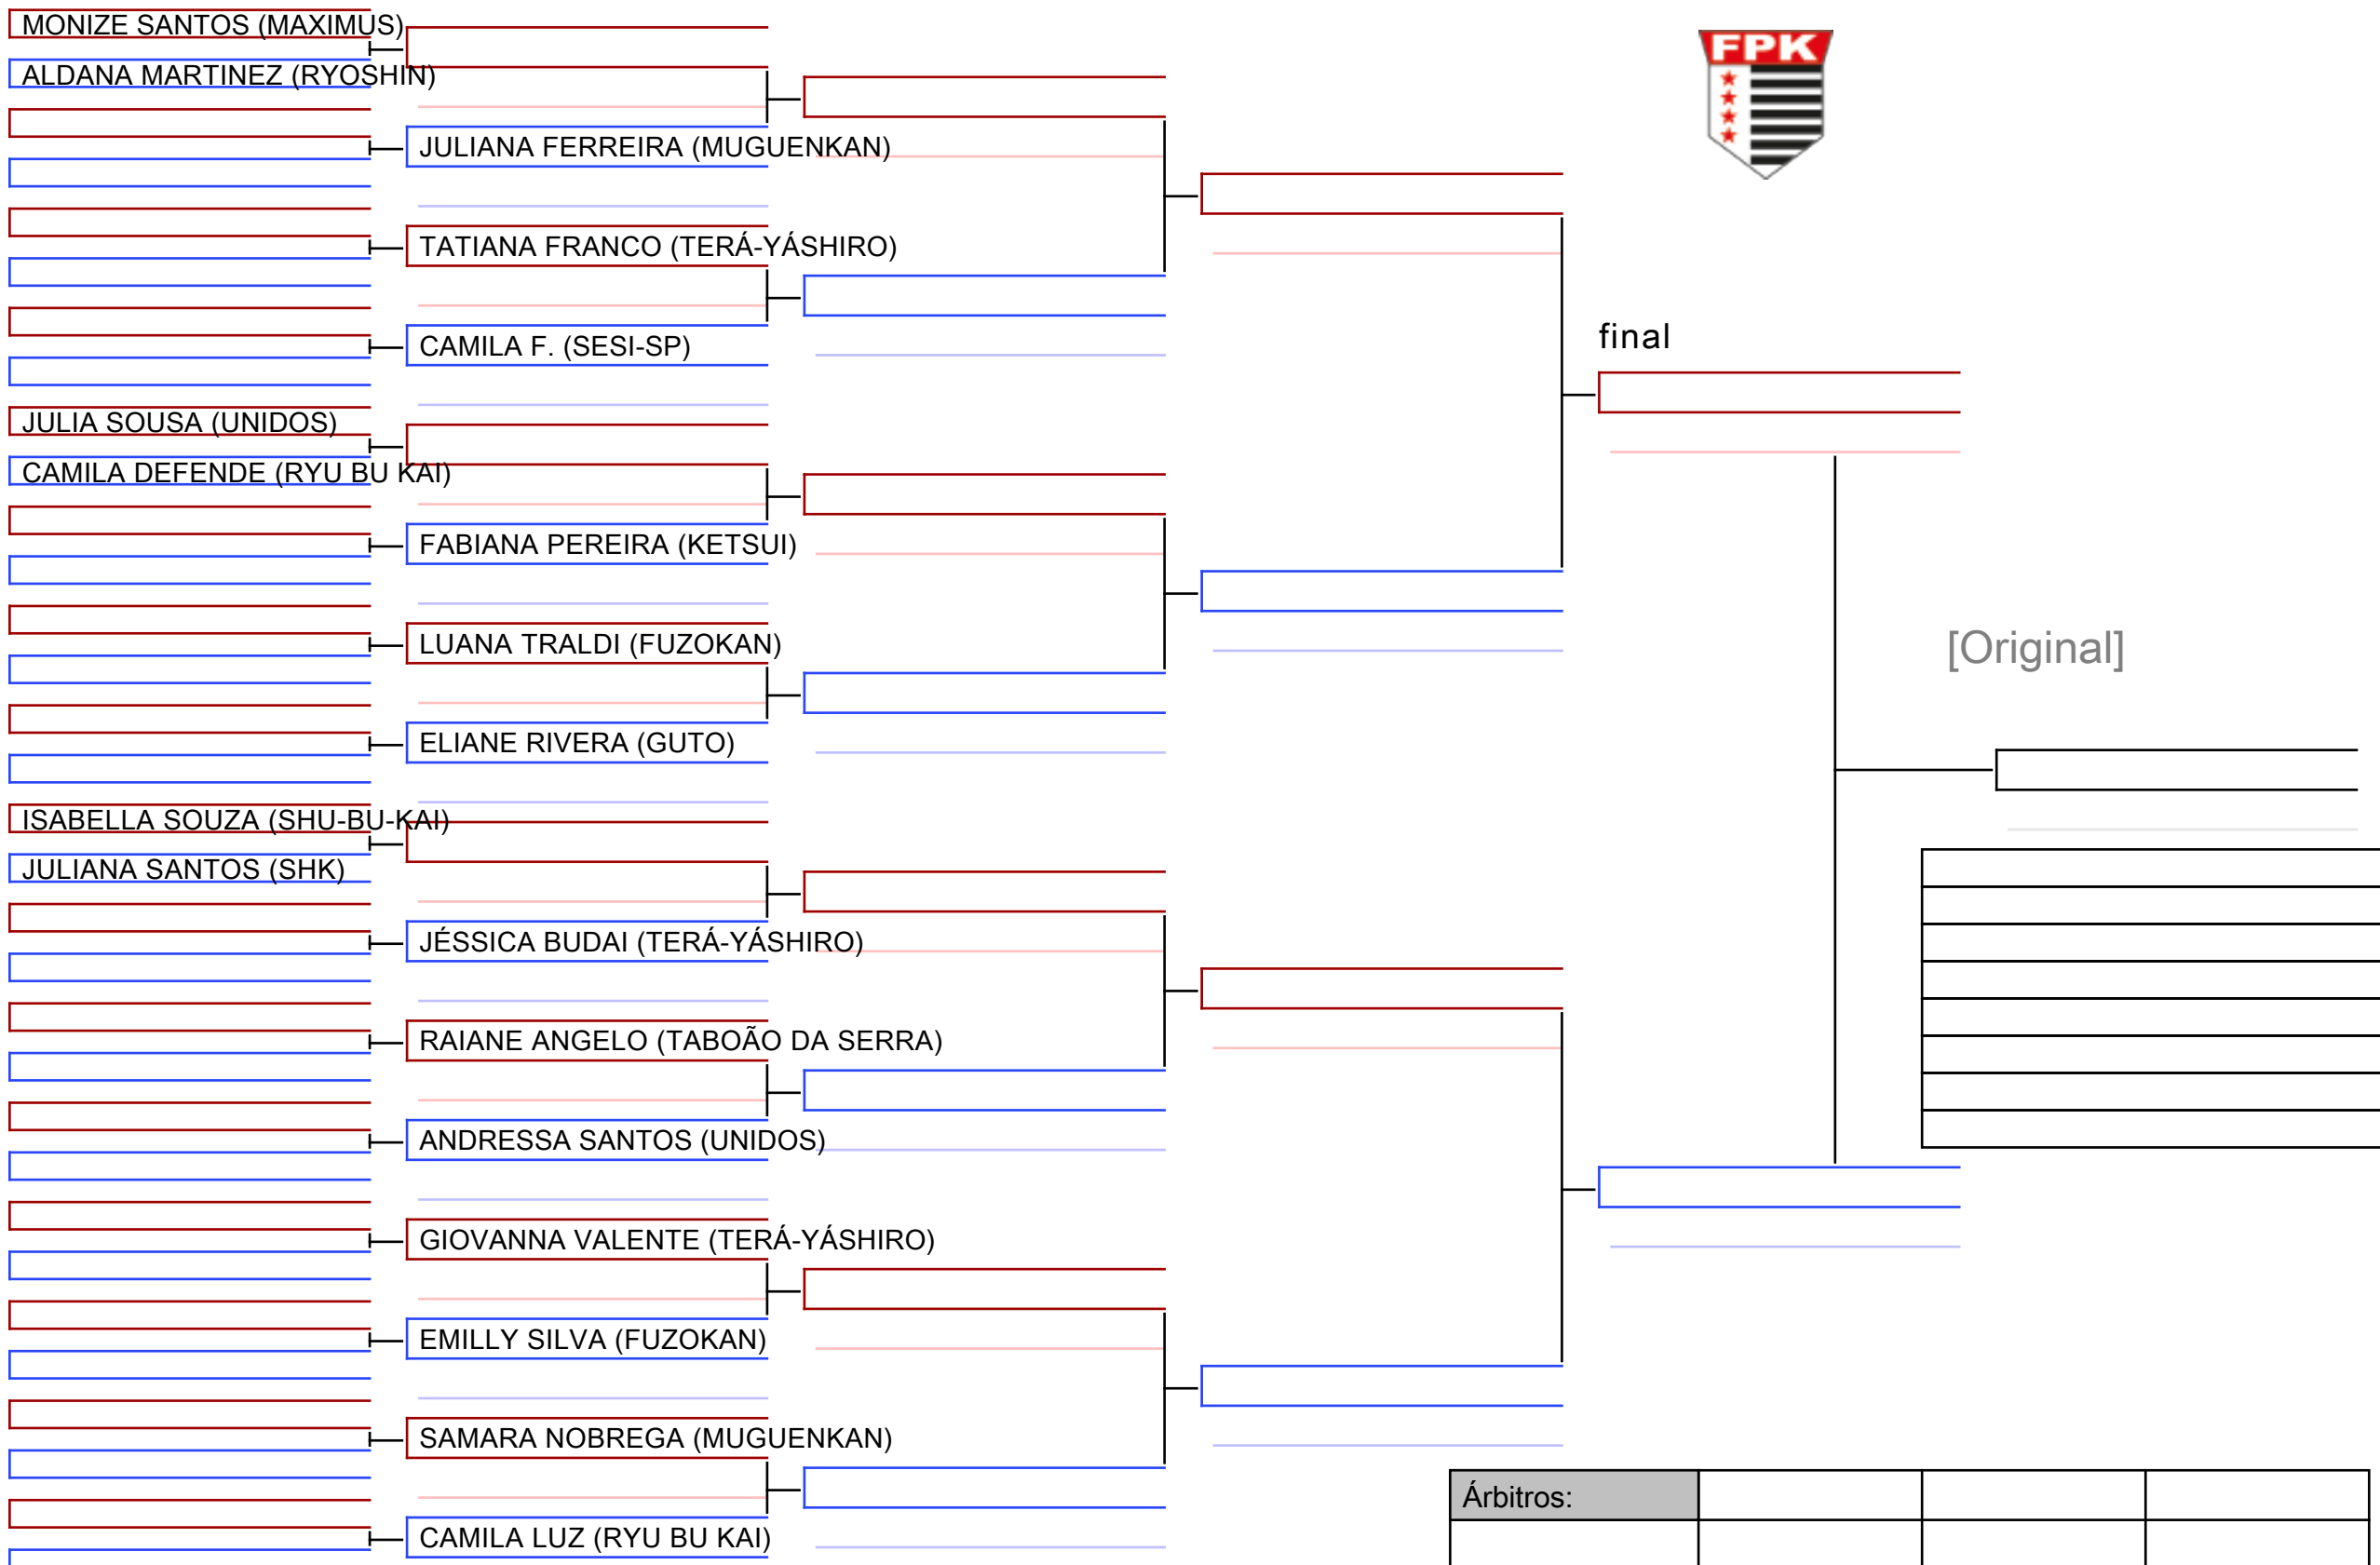 MONIZE SANTOS (MAXIMUS)
FPK
ALDANA MARTINEZ (RYOSHIN)
JULIANA FERREIRA (MUGUENKAN)
TATIANA FRANCO (TERÁ-YÁSHIRO)
final
CAMILA F. (SESI-SP)
JULIA SOUSA (UNIDOS)
CAMILA DEFENDE (RYU BU KAI)
FABIANA PEREIRA (KETSUI)
LUANA TRALDI (FUZOKAN)
[Original]
ELIANE RIVERA (GUTO)
ISABELLA SOUZA (SHU-BU-KAI)
JULIANA SANTOS (SHK)
JÉSSICA BUDAI (TERÁ-YÁSHIRO)
RAIANE ANGELO (TABOÃO DA SERRA)
ANDRESSA SANTOS (UNIDOS)
GIOVANNA VALENTE (TERÁ-YÁSHIRO)
EMILLY SILVA (FUZOKAN)
SAMARA NOBREGA (MUGUENKAN)
Árbitros:
CAMILA LUZ (RYU BU KAI)